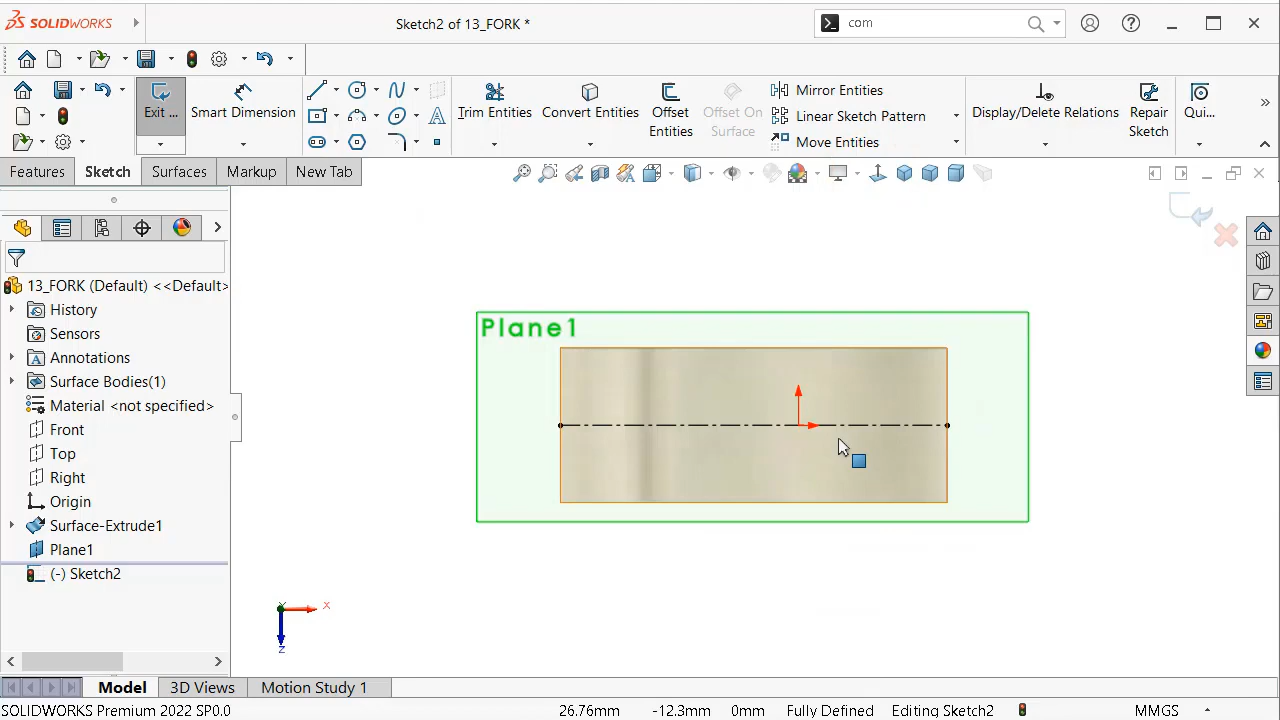 SOLIDWORKS
Sketch2 of 13_FORK *
com
Exit ...
Smart Dimension
Trim Entities
Convert Entities
Offset Entities
Offset On Surface
Mirror Entities
Linear Sketch Pattern
Move Entities
Display/Delete Relations
Repair Sketch
Qui...
Features
Sketch
Surfaces
Markup
New Tab
13_FORK (Default) <<Default>
History
Sensors
Annotations
Surface Bodies(1)
Material <not specified>
Front
Top
Right
Origin
Surface-Extrude1
Plane1
(-) Sketch2
Plane1
Y
X
Z
Model
3D Views
Motion Study 1
SOLIDWORKS Premium 2022 SP0.0
26.76mm
-12.3mm
0mm
Fully Defined
Editing Sketch2
MMGS